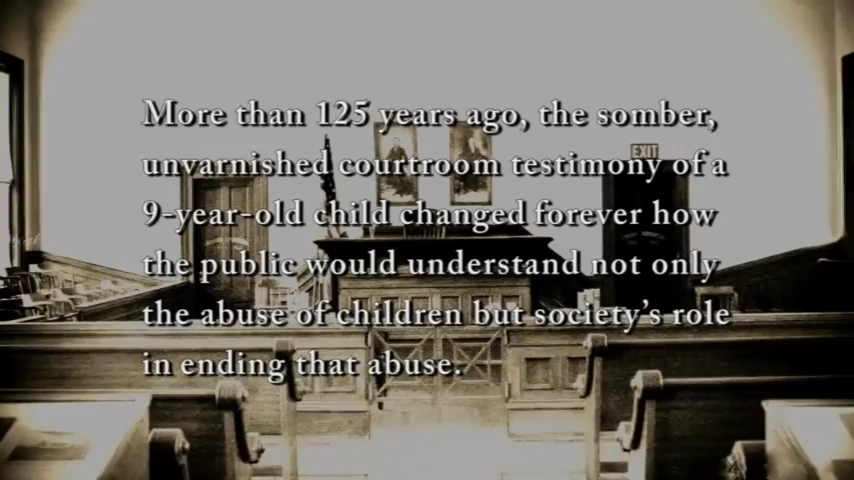 More than 125 years ago, the somber,
unvarnished courtroom testimony of a
9-year-old child changed forever how
the public would understand not only
the abuse of children but society's role
in ending that abuse.
EXIT